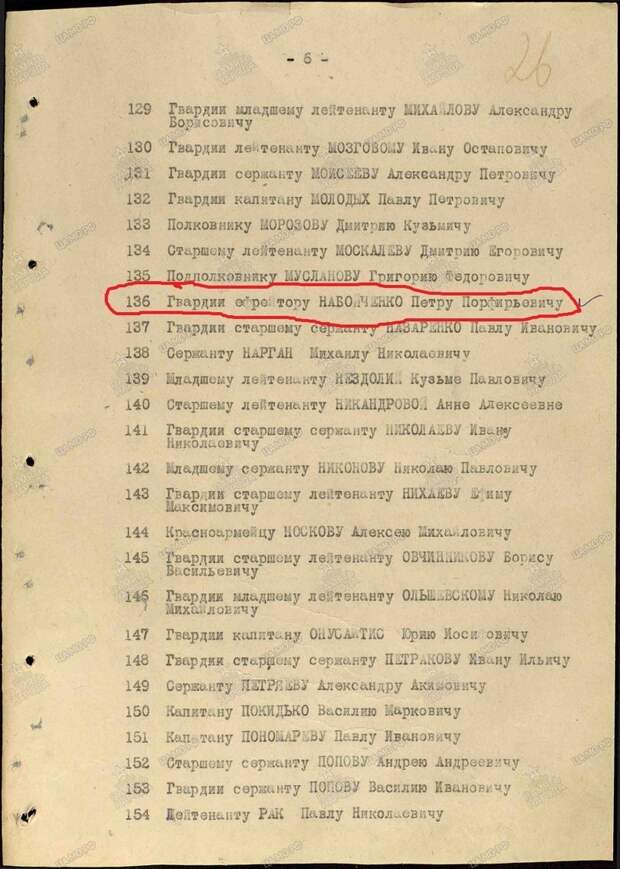 - 6 -
26
129 Гвардии младшему лейтенанту МИХАЙЛОВУ Александру
Борисовичу
130 Гвардии лейтенанту МОЗГОВОМУ Ивану Остаповичу
131 Гвардии сержанту МОИСЕЕВУ Александру Петровичу
132 Гвардии капитану МОЛОДЫХ Павлу Петровичу
133 Полковнику МОРОЗОВУ Дмитрию Кузьмичу
134 Старшему лейтенанту МОСКАЛЕВУ Дмитрию Егоровичу
135 Подполковнику МУСЛАНОВУ Григорию Федоровичу
136 Гвардии ефрейтору НАБОЙЧЕНКО Петру Порфирьевичу
137 Гвардии старшему сержанту НАЗАРЕНКО Павлу Ивановичу
138 Сержанту НАРГАН Михаилу Николаевичу
139 Младшему лейтенанту НЕЗДОЛИЙ Кузьме Павловичу
140 Старшему лейтенанту НИКАНДРОВОЙ Анне Алексеевне
141 Гвардии старшему сержанту НИКОЛАЕВУ Ивану
Николаевичу
142 Младшему сержанту НИКОНОВУ Николаю Павловичу
143 Гвардии старшему лейтенанту НИХАЕВУ Ефиму
Максимовичу
144 Красноармейцу НОСКОВУ Алексею Михайловичу
145 Гвардии старшему лейтенанту ОВЧИННИКОВУ Борису
Васильевичу
146 Гвардии младшему лейтенанту ОЛЬШЕВСКОМУ Николаю
Михайловичу
147 Гвардии капитану ОНУСАЙТИС Юрию Иосифовичу
148 Гвардии старшему сержанту ПЕТРАКОВУ Ивану Ильичу
149 Сержанту ПЕТРЯЕВУ Александру Акимовичу
150 Капитану ПОКИДЬКО Василию Марковичу
151 Капитану ПОНОМАРЕВУ Павлу Ивановичу
152 Старшему сержанту ПОПОВУ Андрею Андреевичу
153 Гвардии сержанту ПОПОВУ Василию Ивановичу
154 Лейтенанту РАК Павлу Николаевичу